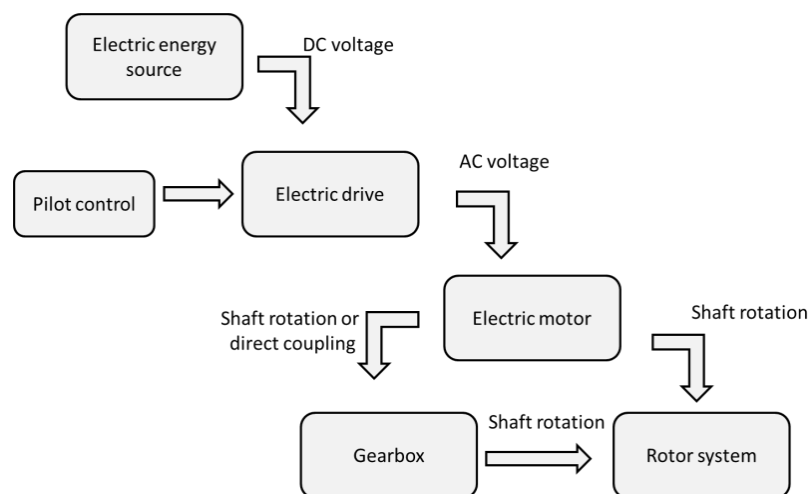 Electric energy
source
DC voltage
Pilot control
Electric drive
AC voltage
Shaft rotation or
direct coupling
Electric motor
Shaft rotation
Gearbox
Shaft rotation
Rotor system